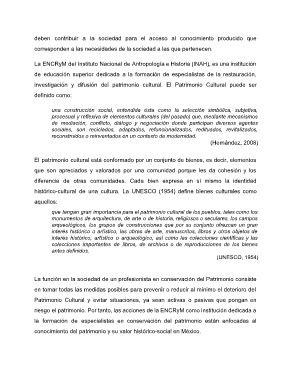 deben contribuir a la sociedad para el acceso al conocimiento producido que
corresponden a las necesidades de la sociedad a las que pertenecen.
La ENCRyM del Instituto Nacional de Antropología e Historia (INAH), es una institución
de educación superior dedicada a la formación de especialistas de la restauración,
investigación y difusión del patrimonio cultural. El Patrimonio Cultural puede ser
definido como:
una construcción social, entendida ésta como la selección simbólica, subjetiva,
procesual y reflexiva de elementos culturales (del pasado) que, mediante mecanismos
de mediación, conflicto, diálogo y negociación donde participan diversos agentes
sociales, son reciclados, adaptados, refuncionalizados, redituados, revitalizados,
reconstruidos o reinventados en un contexto de modernidad.
(Hernández, 2008)
El patrimonio cultural está conformado por un conjunto de bienes, es decir, elementos
que son apreciados y valorados por una comunidad porque les da cohesión y los
diferencia de otras comunidades. Cada bien expresa en sí mismo la identidad
histórico-cultural de una cultura. La UNESCO (1954) define bienes culturales como
aquellos:
que tengan gran importancia para el patrimonio cultural de los pueblos, tales como los
monumentos de arquitectura, de arte o de historia, religiosos o seculares, los campos
arqueológicos, los grupos de construcciones que por su conjunto ofrezcan un gran
interés histórico o artístico, las obras de arte, manuscritos, libros y otros objetos de
interés histórico, artístico o arqueológico, así como las colecciones científicas y las
colecciones importantes de libros, de archivos o de reproducciones de los bienes
antes definidos.
(UNESCO, 1954)
La función en la sociedad de un profesionista en conservación del Patrimonio consiste
en tomar todas las medidas posibles para prevenir o reducir al mínimo el deterioro del
Patrimonio Cultural y evitar situaciones, ya sean activas o pasivas que pongan en
riesgo el patrimonio. Por tanto, las acciones de la ENCRyM como institución dedicada a
la formación de especialistas en conservación del patrimonio están enfocadas al
conocimiento del patrimonio y su valor histórico-social en México.